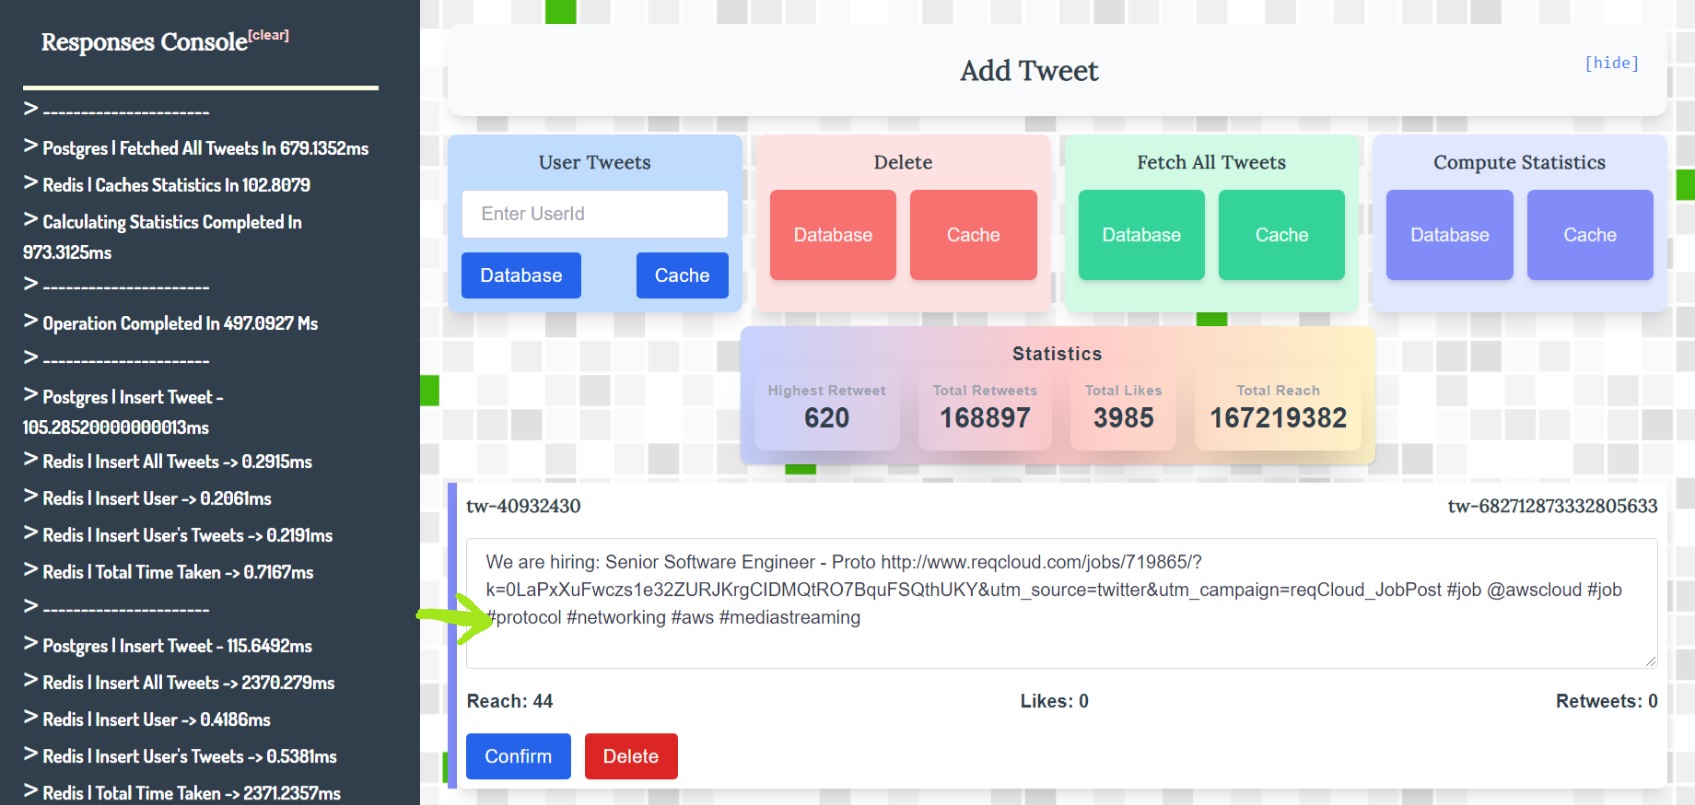 Responses Console[clear]
> ----------------------
> Postgres | Fetched All Tweets In 679.1352ms
> Redis | Caches Statistics In 102.8079
> Calculating Statistics Completed In
973.3125ms
> ----------------------
> Operation Completed In 497.0927 Ms
> ----------------------
> Postgres | Insert Tweet -
105.28520000000013ms
> Redis | Insert All Tweets -> 0.2915ms
> Redis | Insert User -> 0.2061ms
> Redis | Insert User's Tweets -> 0.2191ms
> Redis | Total Time Taken -> 0.7167ms
> ----------------------
> Postgres | Insert Tweet - 115.6492ms
> Redis | Insert All Tweets -> 2370.279ms
> Redis | Insert User -> 0.4186ms
> Redis | Insert User's Tweets -> 0.5381ms
> Redis | Total Time Taken -> 2371.2357ms
Add Tweet
[hide]
User Tweets
Enter UserId
Database
Cache
Delete
Database
Cache
Fetch All Tweets
Database
Cache
Compute Statistics
Database
Cache
Statistics
Highest Retweet
620
Total Retweets
168897
Total Likes
3985
Total Reach
167219382
tw-40932430
tw-682712873332805633
We are hiring: Senior Software Engineer - Proto http://www.reqcloud.com/jobs/719865/?
k=0LaPxXuFwczs1e32ZURJKrgCIDMQtRO7BquFSQthUKY&utm_source=twitter&utm_campaign=reqCloud_JobPost #job @awscloud #job
#protocol #networking #aws #mediastreaming
Reach: 44
Likes: 0
Retweets: 0
Confirm
Delete